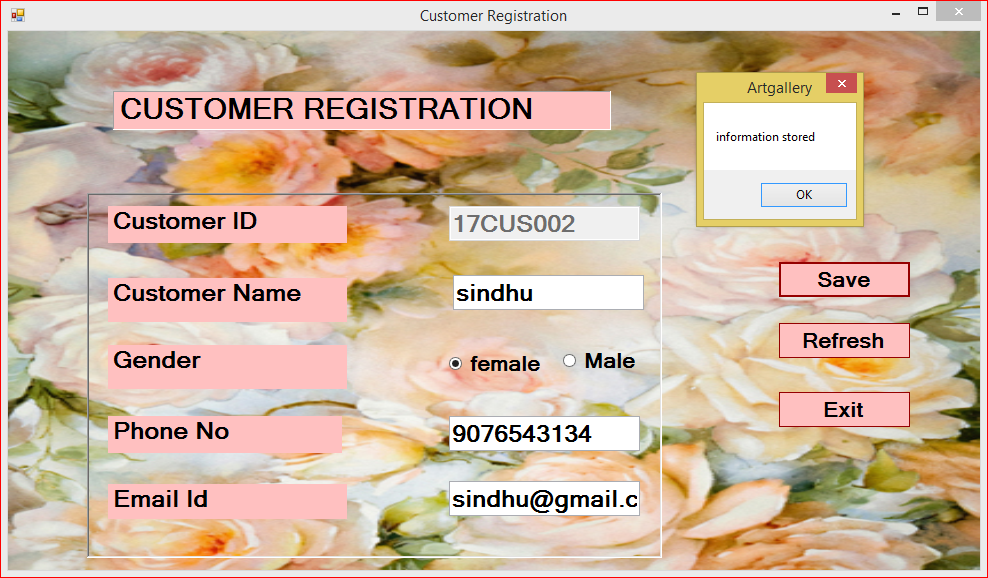 Customer Registration
CUSTOMER REGISTRATION
Artgallery
information stored
OK
Customer ID
17CUS002
Customer Name
sindhu
Gender
female
Male
Phone No
9076543134
Email Id
sindhu@gmail.c
Save
Refresh
Exit